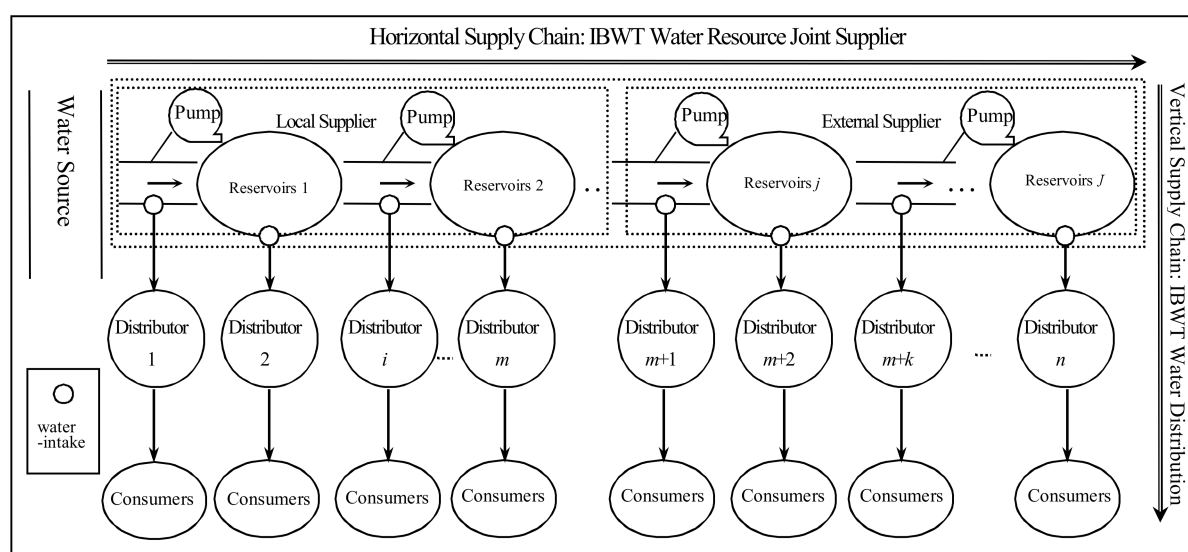 Horizontal Supply Chain: IBWT Water Resource Joint Supplier
Water Source
Pump
Local Supplier
Pump
Pump
External Supplier
Pump
Reservoirs 1
Reservoirs 2
..
Reservoirs j
...
Reservoirs J
Distributor
1
Distributor
2
Distributor
i
.....
Distributor
m
Distributor
m+1
Distributor
m+2
Distributor
m+k
.....
Distributor
n
water
-intake
Consumers
Consumers
Consumers
Consumers
Consumers
Consumers
Consumers
Consumers
Vertical Supply Chain: IBWT Water Distribution